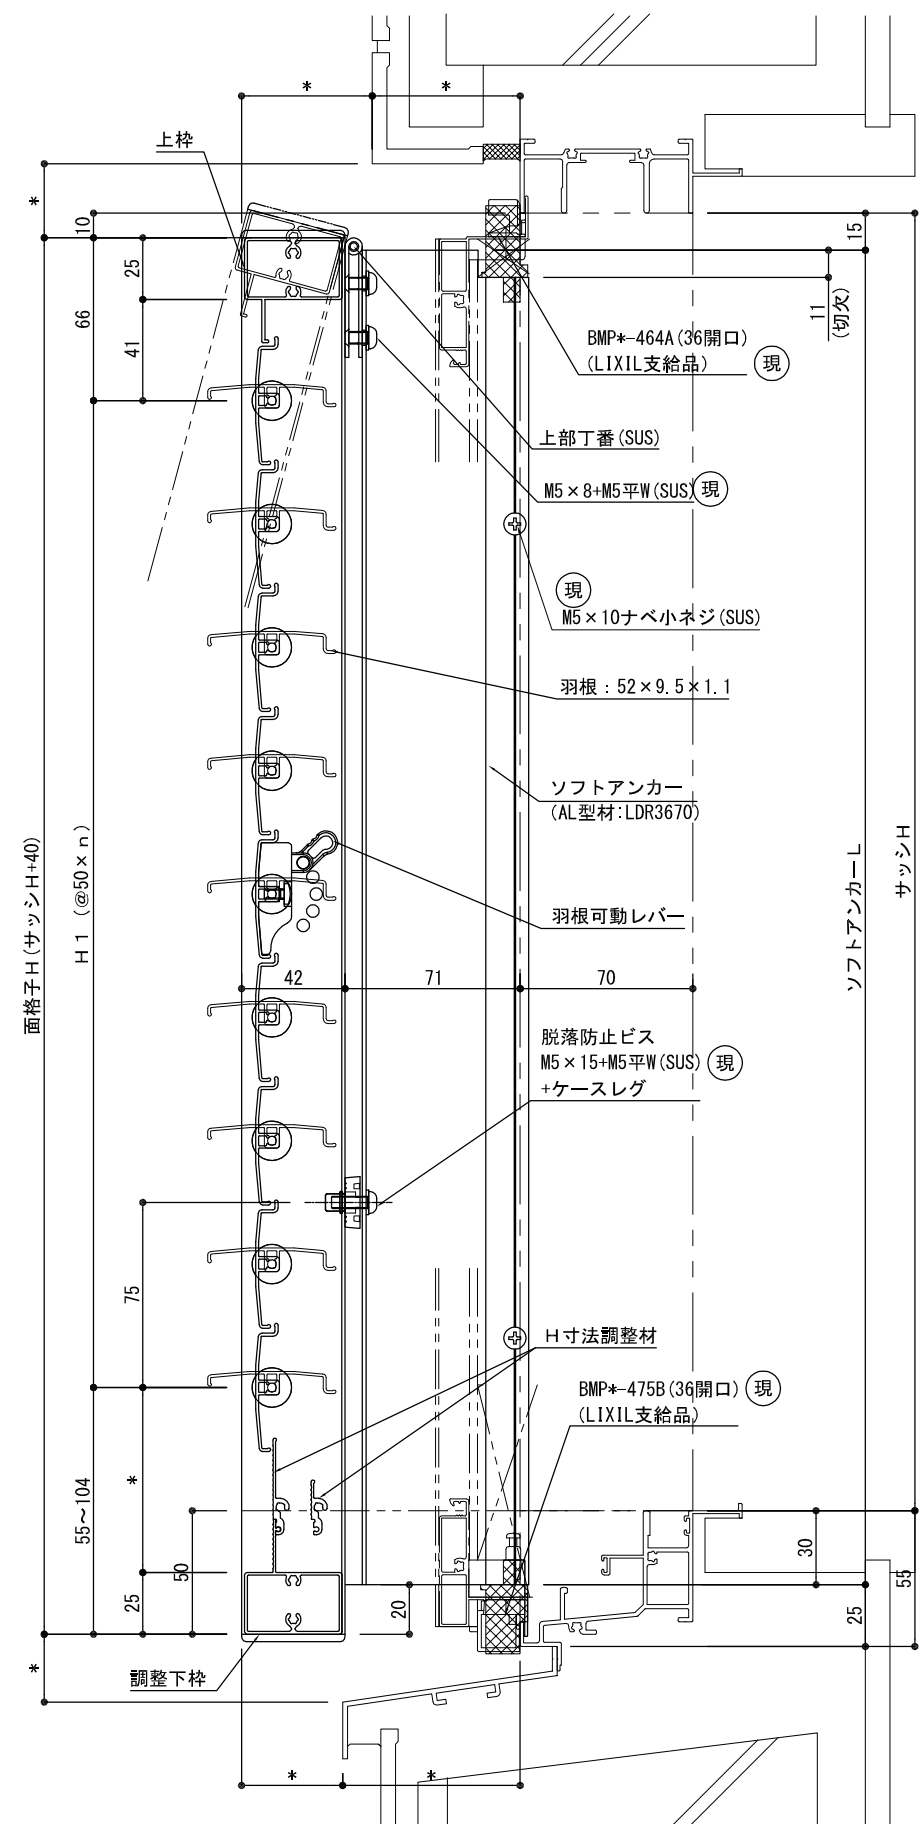 *
*
上枠
*
10
25
66
41
15
11
(切欠)
BMP*-464A(36開口)
(LIXIL支給品)
現
上部丁番(SUS)
M5×8+M5平W(SUS)
現
現
M5×10ナベ小ネジ(SUS)
羽根:52×9.5×1.1
ソフトアンカー
(AL型材:LDR3670)
面格子H(サッシH+40)
H1 (@50×n)
ソフトアンカーL
サッシH
羽根可動レバー
42
71
70
脱落防止ビス
M5×15+M5平W(SUS)
現
+ケースレグ
75
H寸法調整材
BMP*-475B(36開口)
現
(LIXIL支給品)
*
55~104
50
25
20
30
25
55
*
調整下枠
*
*